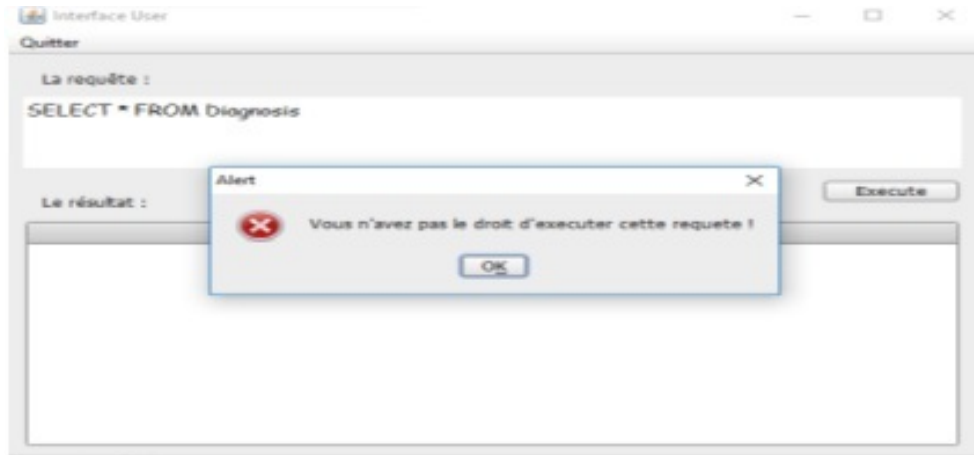 Interface User
Quitter
La requête :
SELECT * FROM Diagnosis
Alert
Le résultat :
Execute
Vous n'avez pas le droit d'executer cette requete !
OK